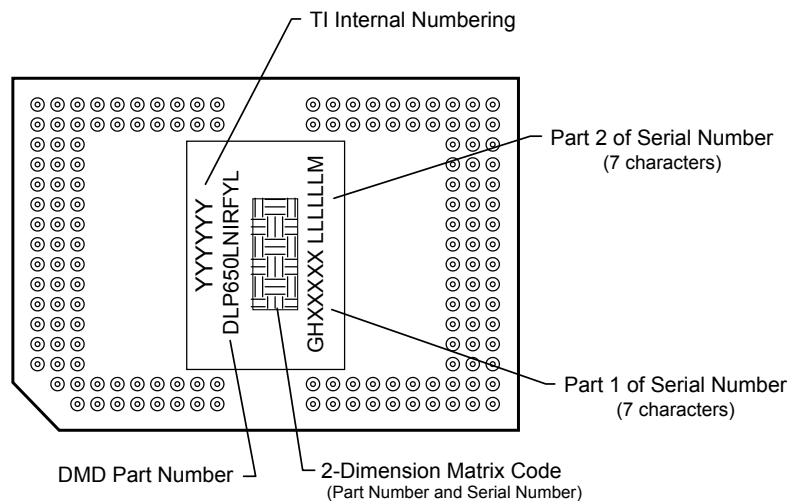 TI Internal Numbering
Part 2 of Serial Number
(7 characters)
YYYYYY
DLP650LNIRFYL
GHXXXXX LLLLLLM
Part 1 of Serial Number
(7 characters)
DMD Part Number
2-Dimension Matrix Code
(Part Number and Serial Number)